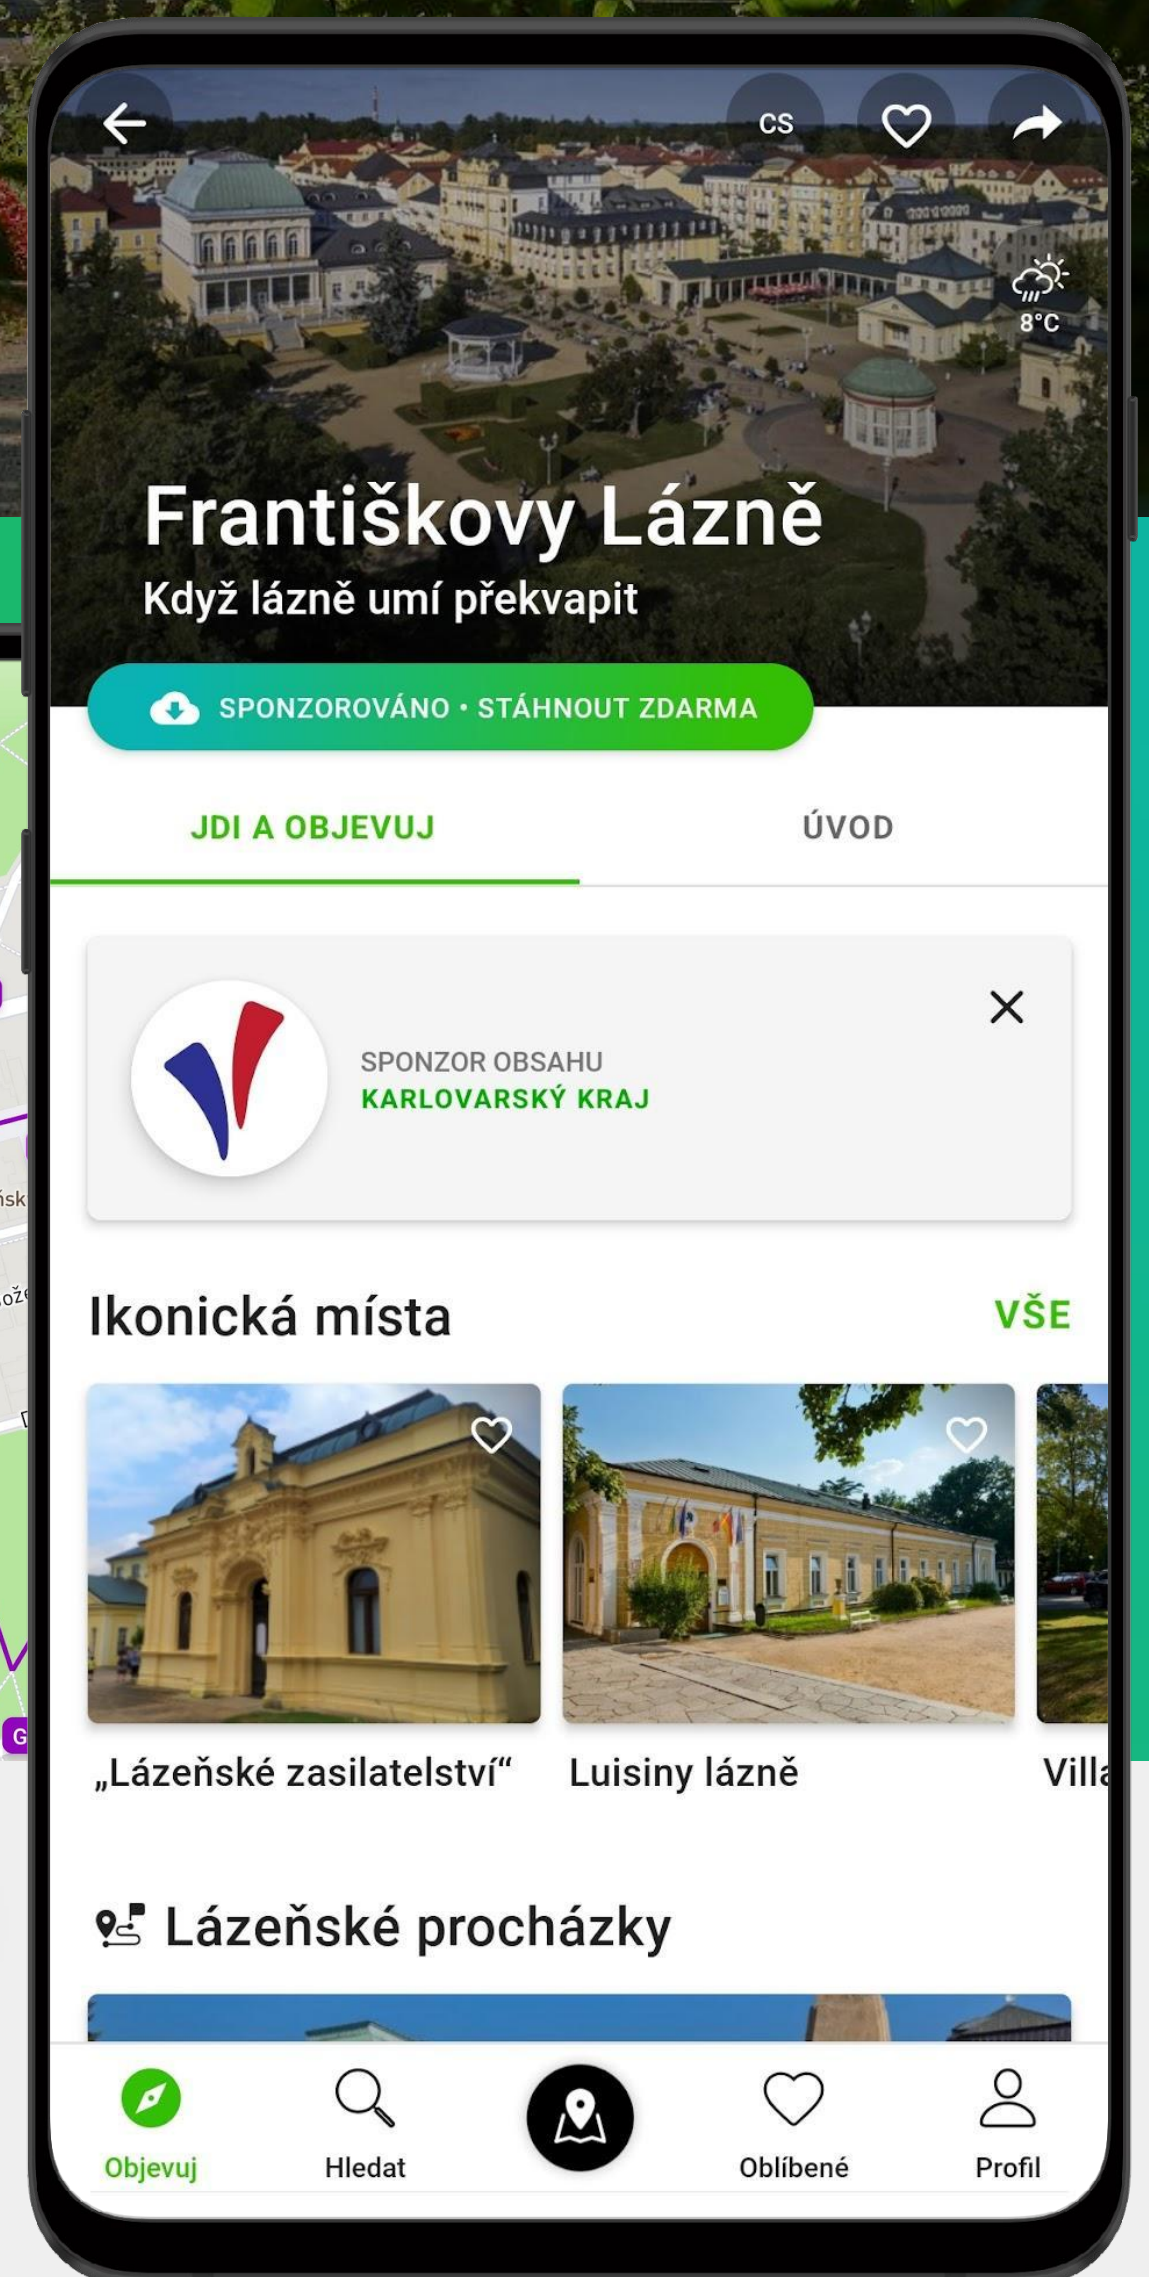 CS
8°C
Františkovy Lázně
Když lázně umí překvapit
SPONZOROVÁNO • STÁHNOUT ZDARMA
JDI A OBJEVUJ
ÚVOD
SPONZOR OBSAHU
KARLOVARSKÝ KRAJ
Ikonická místa
VŠE
„Lázeňské zasilatelství“
Luisiny lázně
Lázeňské procházky
Objevuj
Hledat
Oblíbené
Profil